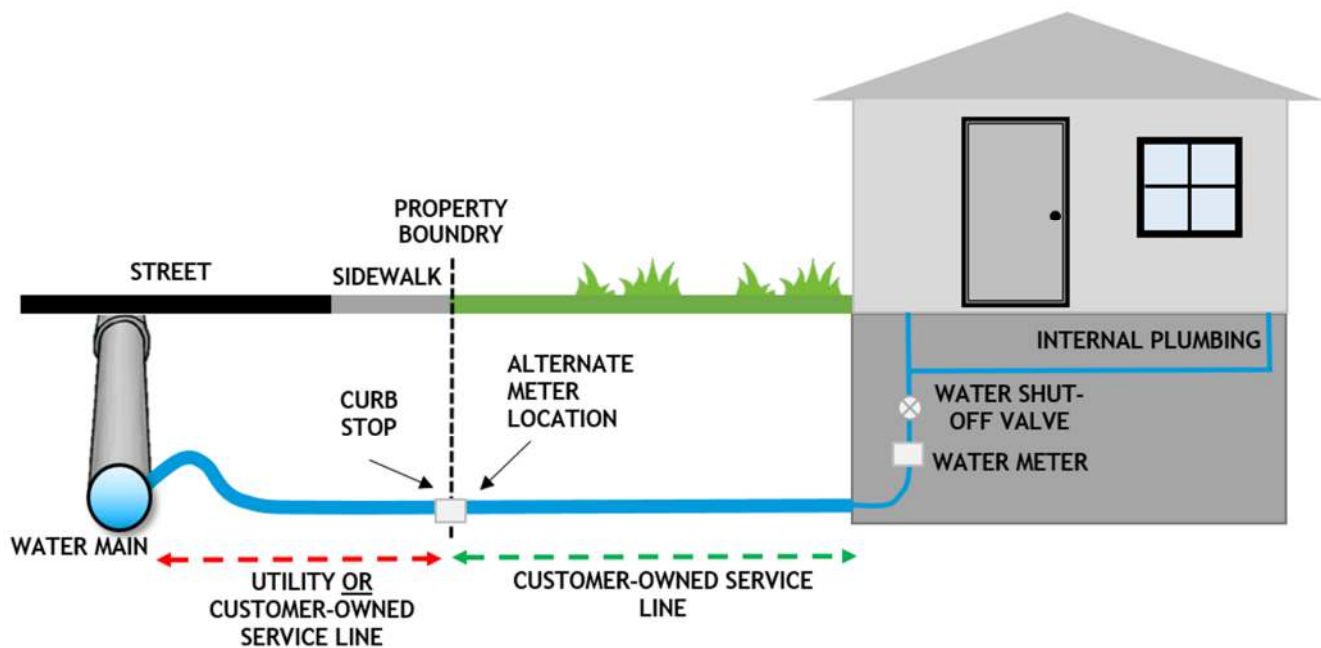 PROPERTY
BOUNDRY
STREET
SIDEWALK
INTERNAL PLUMBING
ALTERNATE
METER
LOCATION
CURB
STOP
WATER SHUT-
OFF VALVE
WATER METER
WATER MAIN
UTILITY OR
CUSTOMER-OWNED
SERVICE LINE
CUSTOMER-OWNED SERVICE
LINE